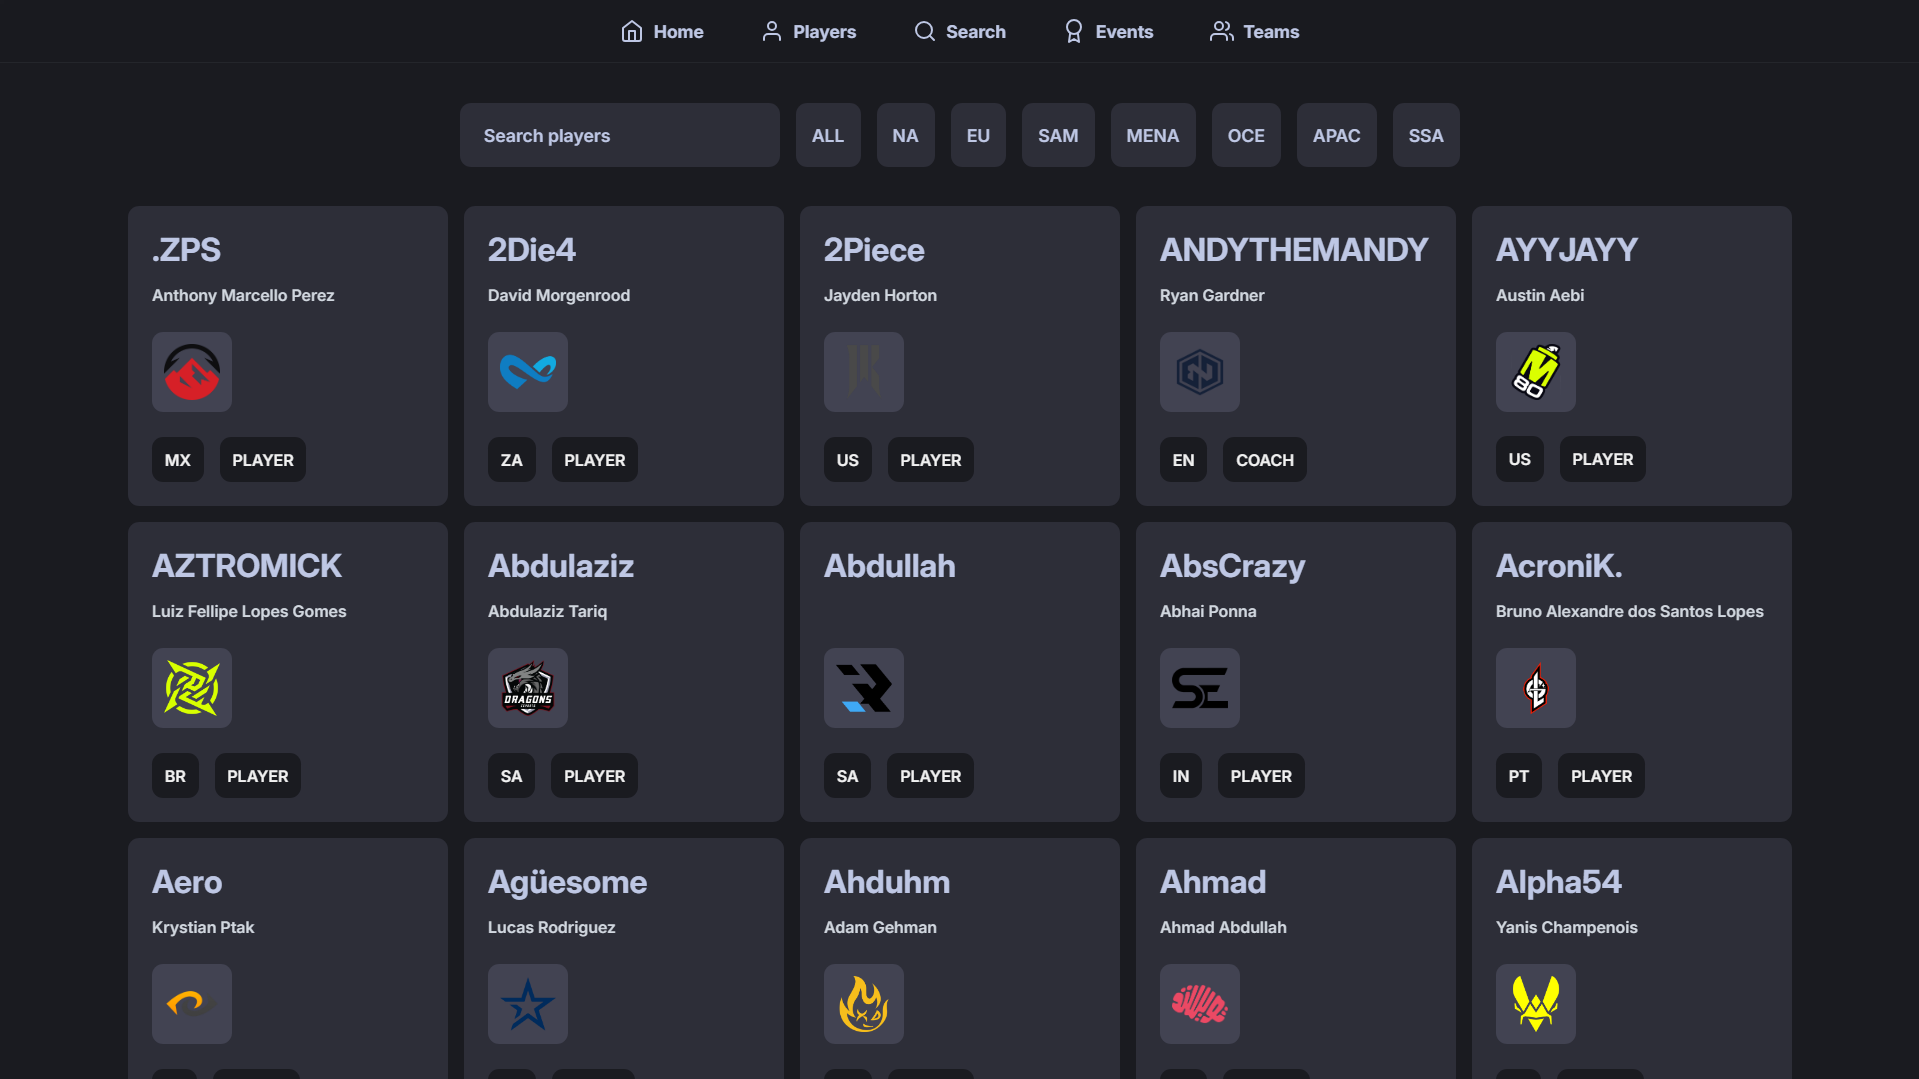 Home Players Search Events Teams
Search players ALL NA EU SAM MENA OCE APAC SSA
.ZPS 2Die4 2Piece ANDYTHEMANDY AYYJAYY
Anthony Marcello Perez David Morgenrood Jayden Horton Ryan Gardner Austin Aebi
M
80
MX PLAYER ZA PLAYER US PLAYER EN COACH US PLAYER
AZTROMICK Abdulaziz Abdullah AbsCrazy AcroniK.
Luiz Fellipe Lopes Gomes Abdulaziz Tariq Abhai Ponna Bruno Alexandre dos Santos Lopes
DRAGONS SE
BR PLAYER SA PLAYER SA PLAYER IN PLAYER PT PLAYER
Aero Agüesome Ahduhm Ahmad Alpha54
Krystian Ptak Lucas Rodriguez Adam Gehman Ahmad Abdullah Yanis Champenois